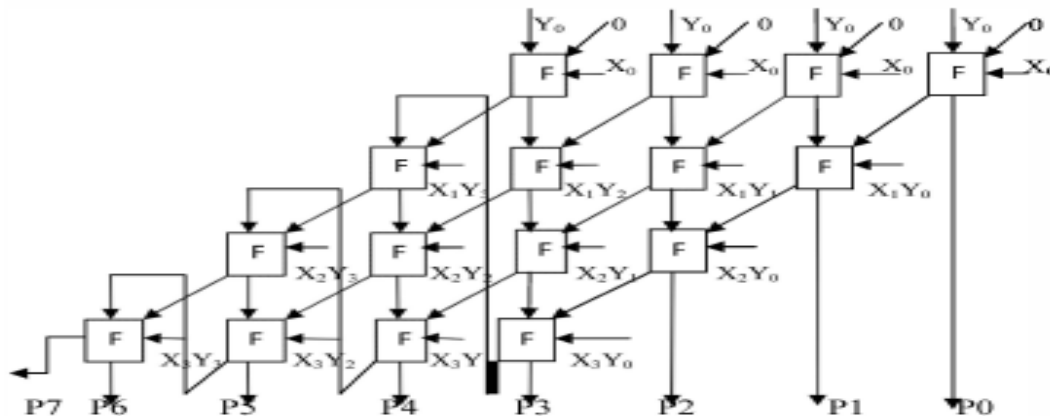 Y₀ 0 Y₀ 0 Y₀ 0 Y₀ 0
F X₀ F X₀ F X₀ F
F F F F
X₁Y₂ X₁Y₁ X₁Y₀
F F F F
X₂Y₃ X₂Y₂ X₂Y₁ X₂Y₀
F F F F
X₃Y₂ X₃Y X₃Y₀
P7 P6 P5 P4 P3 P2 P1 P0